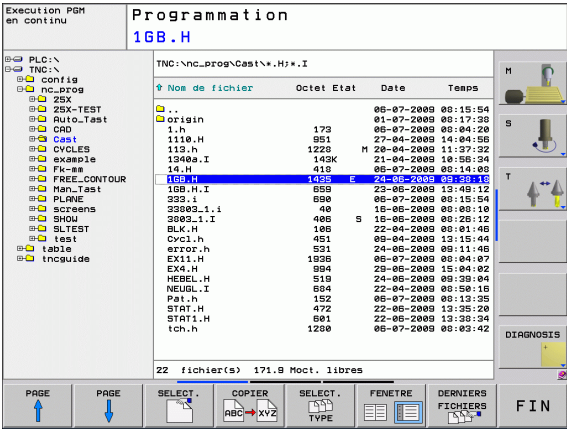 Execution PGM
en continu
Programmation
1GB.H
PLC:\
TNC:\
config
nc_prog
25X
25X-TEST
Auto_Tast
CAD
Cast
CYCLES
example
Fk-mm
FREE_CONTOUR
Man_Tast
PLANE
screens
SHOW
SLTEST
test
table
tncguide
TNC:\nc_prog\Cast\*.H;*.I
Nom de fichier Octet Etat Date Temps
.. 06-07-2009 08:15:54
origin 01-07-2009 08:17:38
1.h 173 06-07-2009 08:04:20
1110.H 951 27-04-2009 14:04:56
113.h 1228 M 20-04-2009 11:37:32
1340a.I 143K 21-04-2009 10:56:34
14.H 418 06-07-2009 08:14:08
1GB.H 1435 E 24-06-2009 09:38:18
1GB.H.I 659 23-06-2009 13:49:12
333.i 690 06-07-2009 08:15:54
33803_1.i 40 16-06-2009 08:08:10
3803_1.I 406 S 16-06-2009 08:26:12
BLK.H 106 22-06-2009 08:01:46
Cycl.h 451 09-04-2009 13:15:44
error.h 531 24-06-2009 09:11:46
EX11.H 1936 06-07-2009 08:04:07
EX4.H 994 29-06-2009 15:04:02
HEBEL.H 519 24-06-2009 09:39:04
NEUGL.I 684 22-04-2009 08:50:16
Pat.h 152 06-07-2009 08:13:35
STAT.H 472 22-06-2009 13:35:20
STAT1.H 601 22-06-2009 13:38:34
tch.h 1280 06-07-2009 08:03:42
22 fichier(s) 171.9 Moct. libres
M
S
T
DIAGNOSIS
PAGE
PAGE
SELECT.
COPIER
ABC XYZ
SELECT.
TYPE
FENETRE
DERNIERS
FICHIERS
FIN